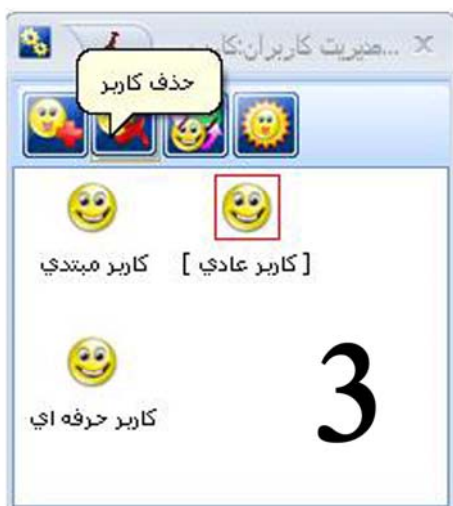 ...مديريت كاربران:كا
حذف كاربر
[ كاربر عادي ]
كاربر مبتدي
كاربر حرفه اي
3